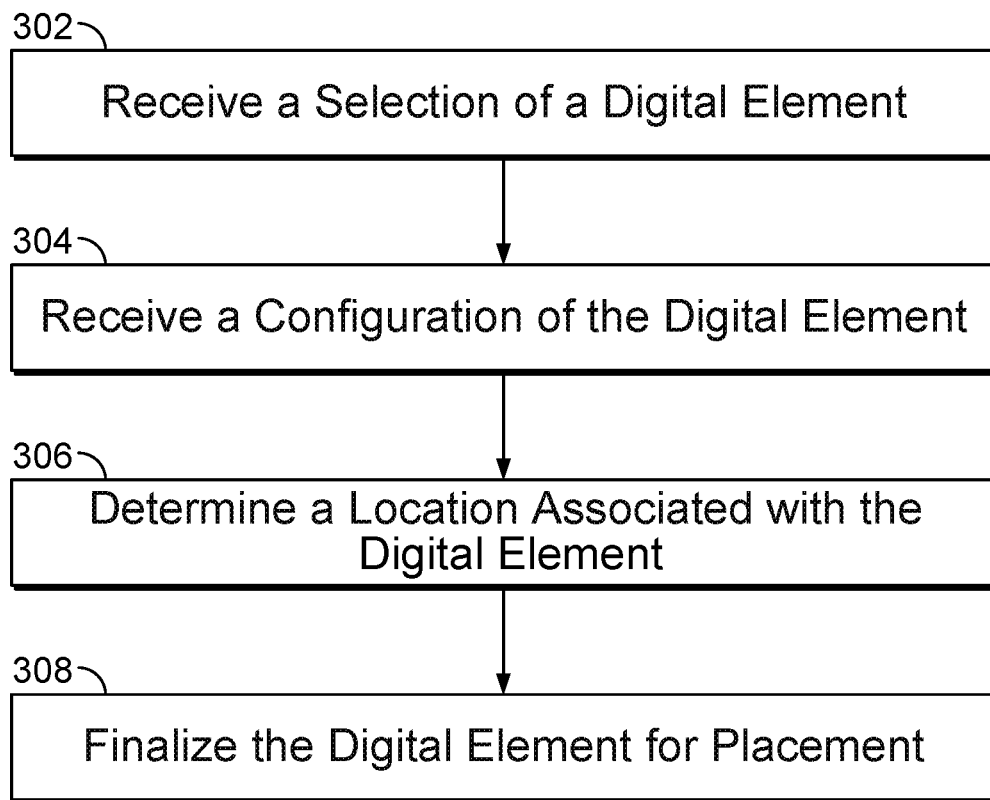 302
Receive a Selection of a Digital Element
304
Receive a Configuration of the Digital Element
306
Determine a Location Associated with the
Digital Element
308
Finalize the Digital Element for Placement